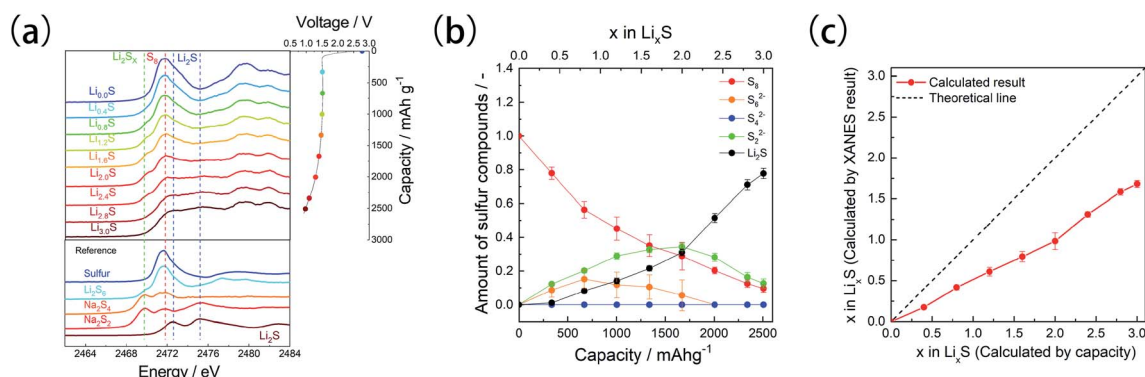 (a)
Voltage / V
0.5 1.0 1.5 2.0 2.5 3.0
Li₂Sₓ S₈ Li₂S
Li₀.₀S
Li₀.₄S
Li₀.₈S
Li₁.₂S
Li₁.₆S
Li₂.₀S
Li₂.₄S
Li₂.₈S
Li₃.₀S
0
500
1000
1500
2000
2500
3000
Capacity / mAh g⁻¹
Reference
Sulfur
Li₂S₆
Na₂S₄
Na₂S₂
Li₂S
2464 2468 2472 2476 2480 2484
Energy / eV
(b)
x in LiₓS
0.0 0.5 1.0 1.5 2.0 2.5 3.0
1.4
1.2
1.0
0.8
0.6
0.4
0.2
0.0
Amount of sulfur compounds / -
S₈
S₆²⁻
S₄²⁻
S₂²⁻
Li₂S
0 500 1000 1500 2000 2500
Capacity / mAhg⁻¹
(c)
x in LiₓS (Calculated by XANES result)
3.0
2.5
2.0
1.5
1.0
0.5
0.0
Calculated result
Theoretical line
0.0 0.5 1.0 1.5 2.0 2.5 3.0
x in LiₓS (Calculated by capacity)